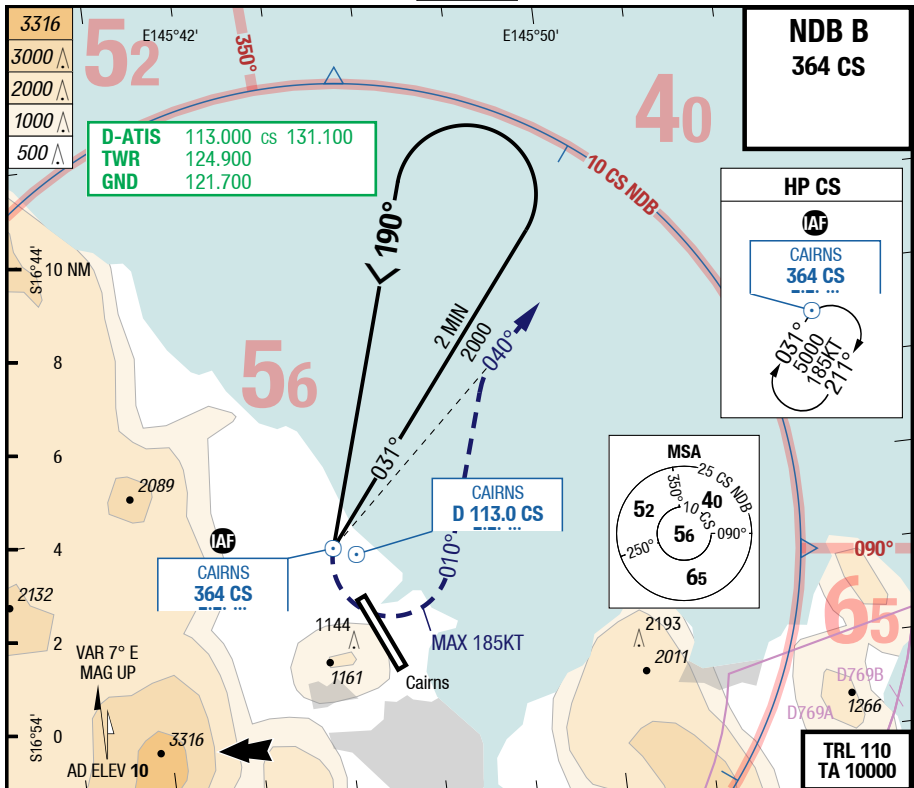 3316
3000
2000
1000
500
52
E145°42'
350°
E145°50'
40
NDB B
364 CS
D-ATIS 113.000 CS 131.100
TWR 124.900
GND 121.700
10 CS NDB
190°
HP CS
IAF
CAIRNS
364 CS
031°
5000
185KT
211°
S16°44'
10 NM
8
6
4
2
0
56
2 MIN
2000
040°
031°
2089
IAF
CAIRNS
364 CS
CAIRNS
D 113.0 CS
010°
MAX 185KT
MSA
25 CS NDB
350°
10 CS
52
40
56
090°
250°
65
090°
65
2132
1144
1161
Cairns
2193
2011
D769B
D769A
1266
VAR 7° E
MAG UP
S16°54'
3316
AD ELEV 10
TRL 110
TA 10000